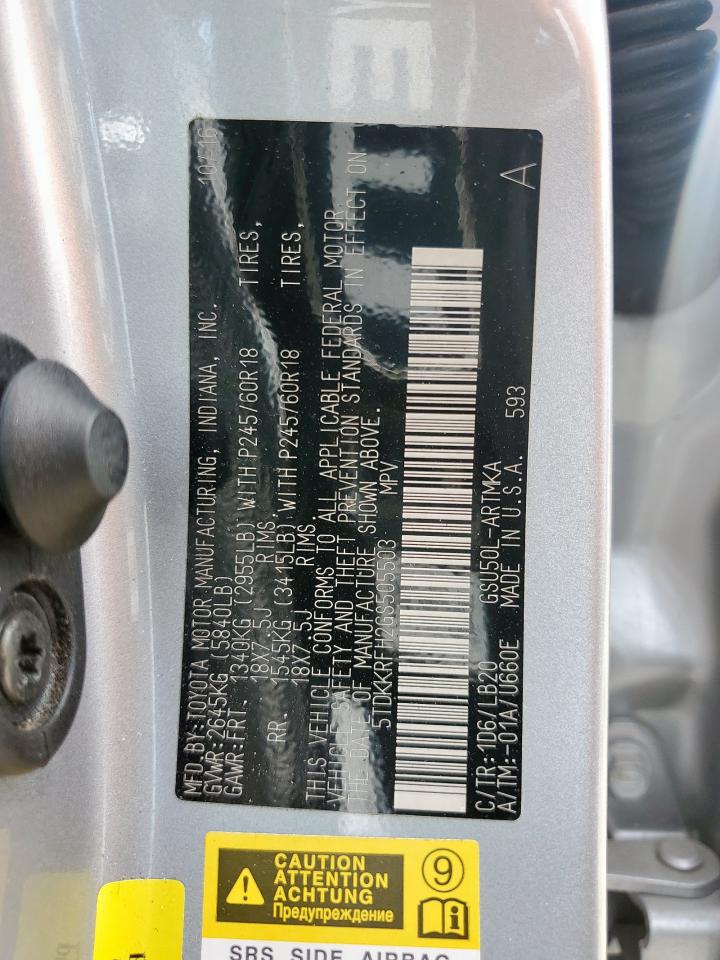 MFD BY:TOYOTA MOTOR MANUFACTURING, INDIANA, INC. 10/16
GVWR:2645KG (5840LB)
GAWR:FRT. 1340KG (2955LB) WITH P245/60R18 TIRES,
18X7.5J RIMS.
RR. 1545KG (3415LB) WITH P245/60R18 TIRES,
18X7.5J RIMS.
THIS VEHICLE CONFORMS TO ALL APPLICABLE FEDERAL MOTOR
VEHICLE SAFETY AND THEFT PREVENTION STANDARDS IN EFFECT ON
THE DATE OF MANUFACTURE SHOWN ABOVE.
5TDKKRFH2GS505503 MPV
C/TR:1D6/LB20 GSU50L-ARTMKA
A/TM:-01A/U660E MADE IN U.S.A. 593
A
CAUTION
ATTENTION
ACHTUNG
Предупреждение
9
SRS SIDE AIRBAG